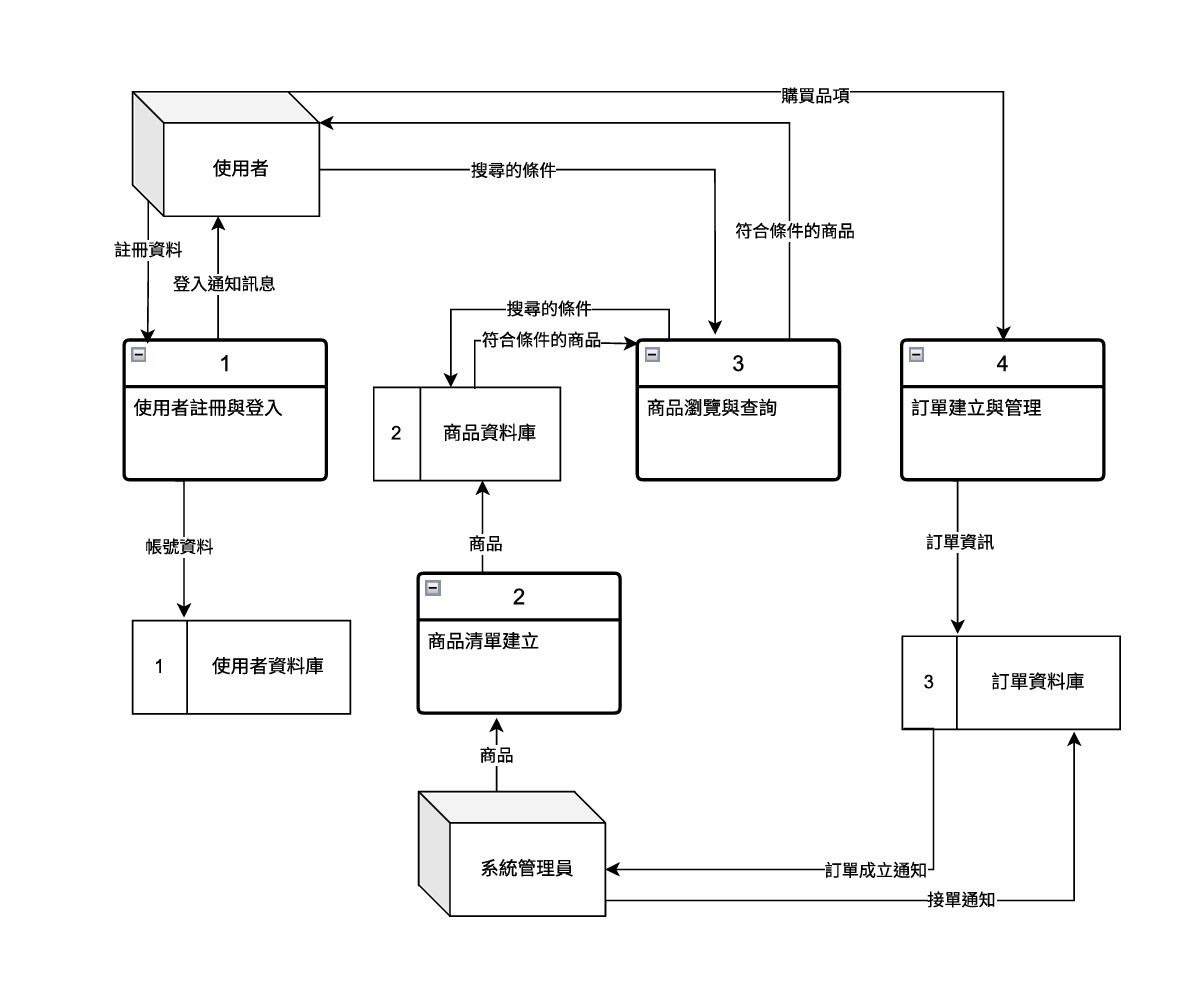 購買品項
使用者
搜尋的條件
符合條件的商品
註冊資料
登入通知訊息
搜尋的條件
符合條件的商品
1
使用者註冊與登入
3
商品瀏覽與查詢
4
訂單建立與管理
2
商品資料庫
帳號資料
商品
訂單資訊
2
商品清單建立
1
使用者資料庫
3
訂單資料庫
商品
系統管理員
訂單成立通知
接單通知